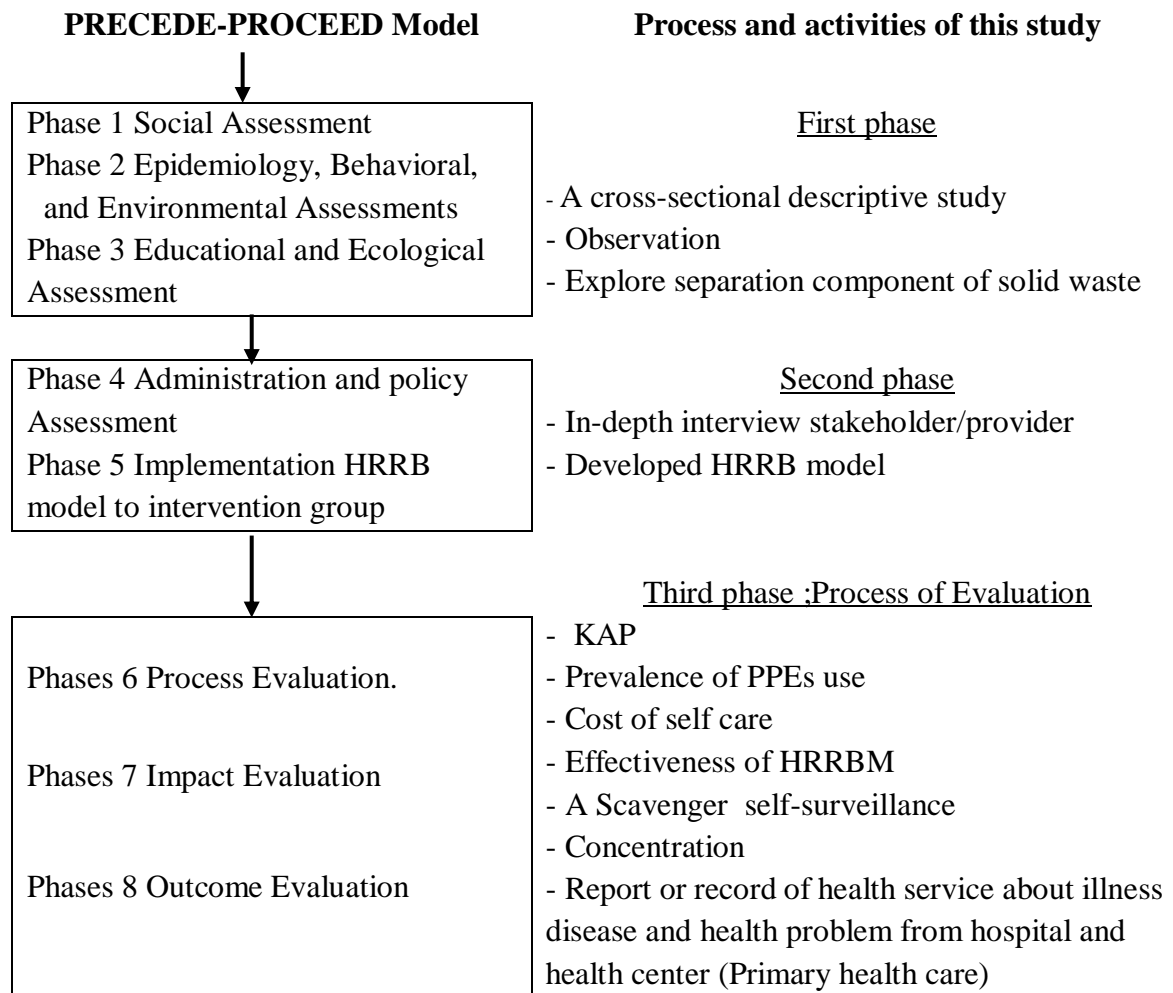 PRECEDE-PROCEED Model
Process and activities of this study
Phase 1 Social Assessment
Phase 2 Epidemiology, Behavioral,
and Environmental Assessments
Phase 3 Educational and Ecological
Assessment
First phase
- A cross-sectional descriptive study
- Observation
- Explore separation component of solid waste
Phase 4 Administration and policy
Assessment
Phase 5 Implementation HRRB
model to intervention group
Second phase
- In-depth interview stakeholder/provider
- Developed HRRB model
Phases 6 Process Evaluation.
Phases 7 Impact Evaluation
Phases 8 Outcome Evaluation
Third phase ;Process of Evaluation
- KAP
- Prevalence of PPEs use
- Cost of self care
- Effectiveness of HRRBM
- A Scavenger self-surveillance
- Concentration
- Report or record of health service about illness
disease and health problem from hospital and
health center (Primary health care)